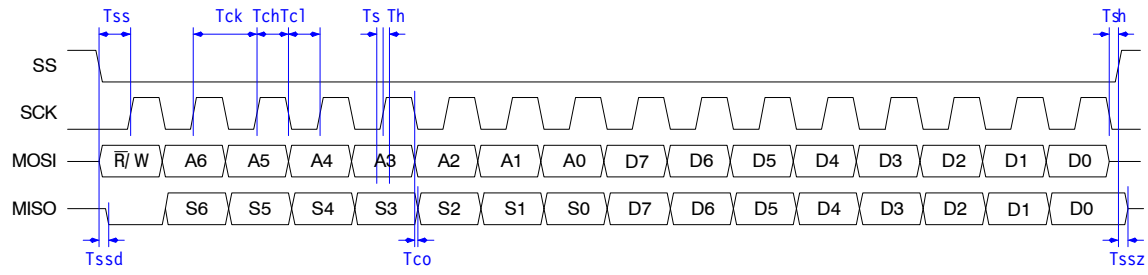 Tss Tck Tch Tcl Ts Th Tsh
SS
SCK
MOSI R/W A6 A5 A4 A3 A2 A1 A0 D7 D6 D5 D4 D3 D2 D1 D0
MISO S6 S5 S4 S3 S2 S1 S0 D7 D6 D5 D4 D3 D2 D1 D0
Tssd Tco Tssz